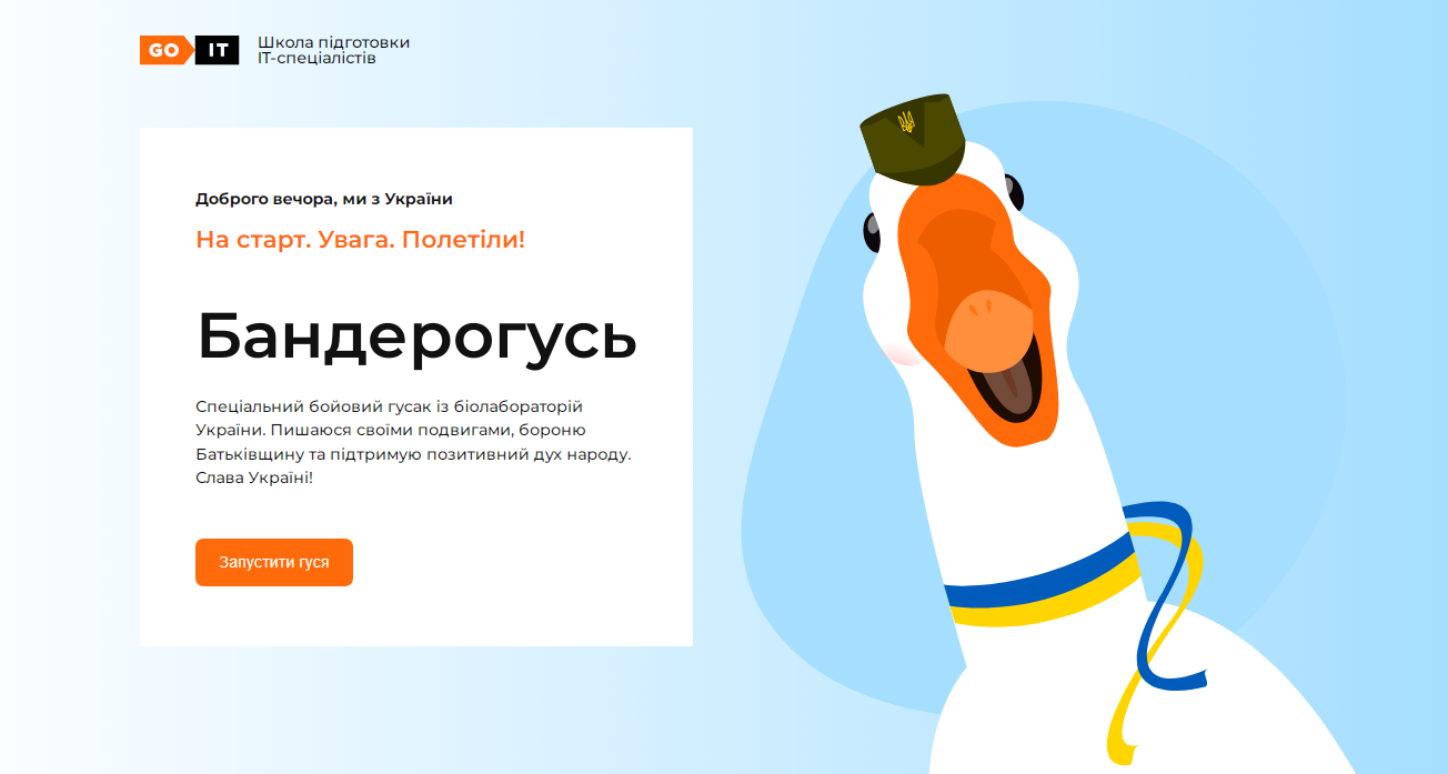 GO IT
Школа підготовки
ІТ-спеціалістів
Доброго вечора, ми з України
На старт. Увага. Полетіли!
Бандерогусь
Спеціальний бойовий гусак із біолабораторій
України. Пишаюся своїми подвигами, бороню
Батьківщину та підтримую позитивний дух народу.
Слава Україні!
Запустити гуся